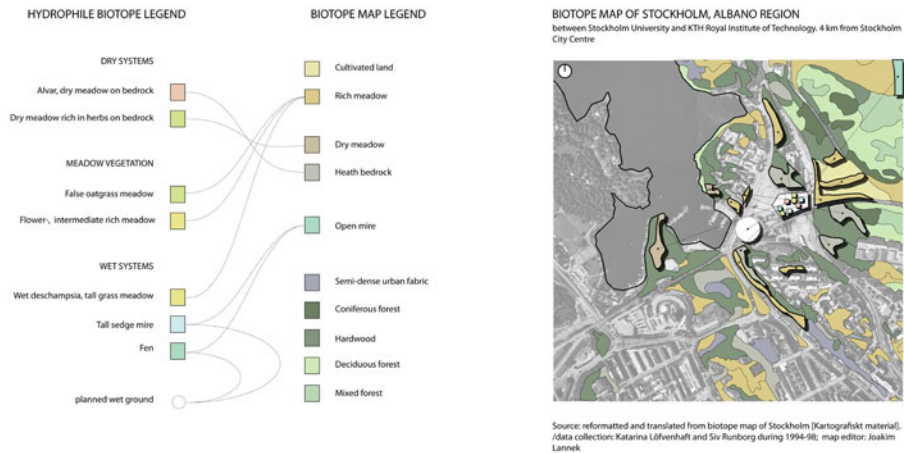 HYDROPHILE BIOTOPE LEGEND
DRY SYSTEMS
Alvar, dry meadow on bedrock
Dry meadow rich in herbs on bedrock
MEADOW VEGETATION
False oatgrass meadow
Flower-, intermediate rich meadow
WET SYSTEMS
Wet deschampsia, tall grass meadow
Tall sedge mire
Fen
planned wet ground
BIOTOPE MAP LEGEND
Cultivated land
Rich meadow
Dry meadow
Heath bedrock
Open mire
Semi-dense urban fabric
Coniferous forest
Hardwood
Deciduous forest
Mixed forest
BIOTOPE MAP OF STOCKHOLM, ALBANO REGION
between Stockholm University and KTH Royal Institute of Technology. 4 km from Stockholm
City Centre
Source: reformatted and translated from biotope map of Stockholm [Kartografiskt material].
/data collection: Katarina Löfvenhaft and Siv Runborg during 1994-98; map editor: Joakim
Lannek